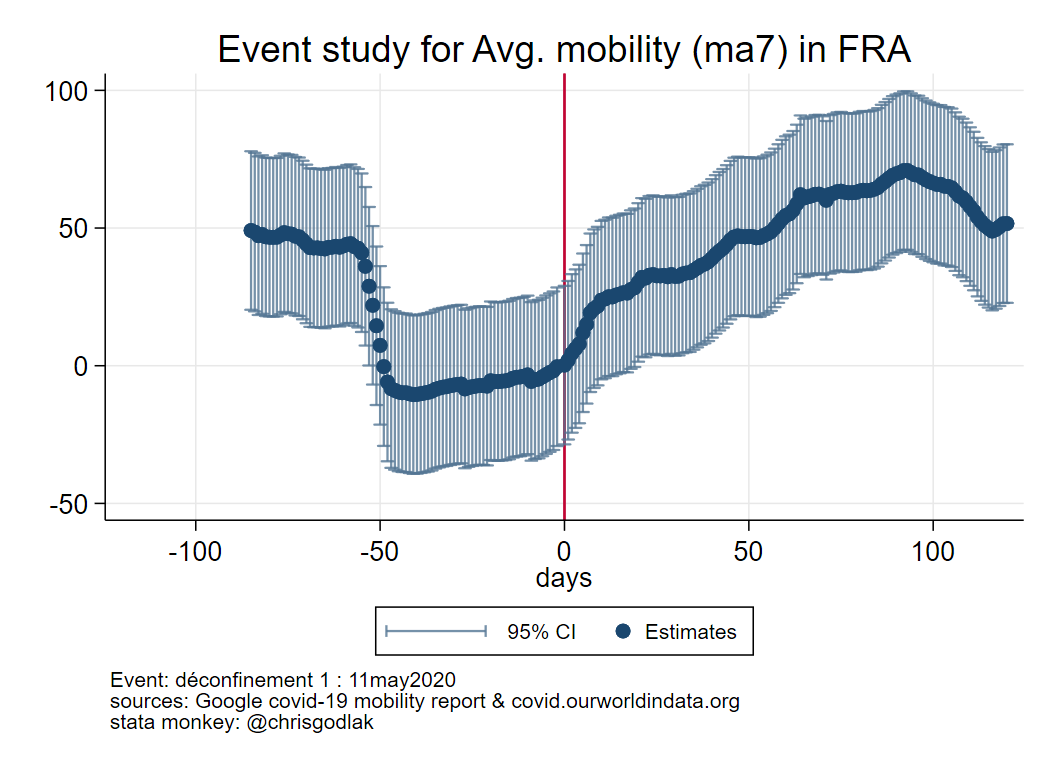 Event study for Avg. mobility (ma7) in FRA
100
50
0
-50
-100 -50 0 50 100
days
95% CI Estimates
Event: déconfinement 1 : 11may2020
sources: Google covid-19 mobility report & covid.ourworldindata.org
stata monkey: @chrisgodlak